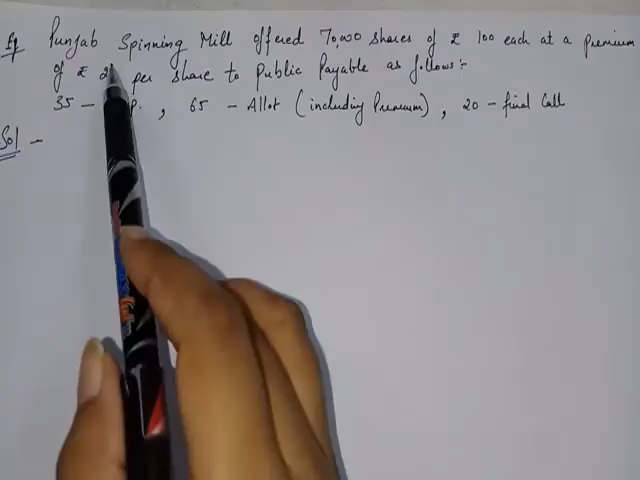 Eg Punjab Spinning Mill offered 70,000 shares of ₹ 100 each at a premium
of ₹ per share to public Payable as follows:-
35 - P. , 65 - Allot (including Premium) , 20 - final Call
Sol -